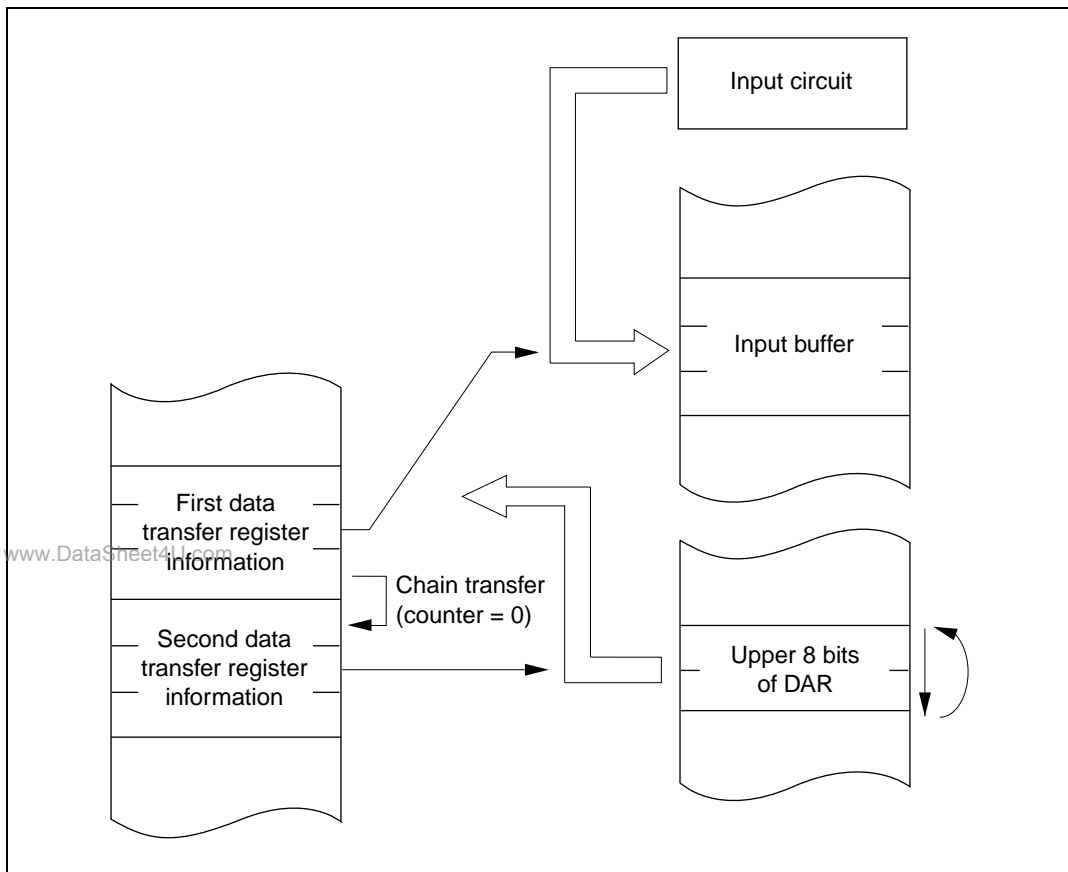 Input circuit
Input buffer
First data
transfer register
information
www.DataSheet4U.com
Chain transfer
(counter = 0)
Second data
transfer register
information
Upper 8 bits
of DAR